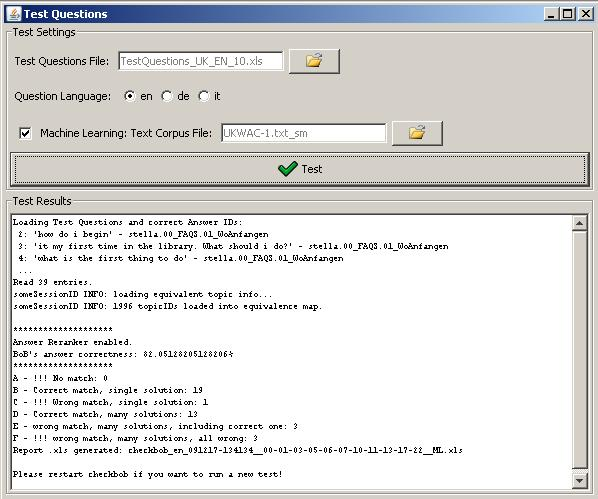 Test Questions
Test Settings
Test Questions File: TestQuestions_UK_EN_10.xls
Question Language: en de it
Machine Learning: Text Corpus File: UKWAC-1.txt_sm
Test
Test Results
Loading Test Questions and correct Answer IDs:
2: 'how do i begin' - stella.00_FAQS.01_WoAnfangen
3: 'it my first time in the library. What should i do?' - stella.00_FAQS.01_WoAnfangen
4: 'what is the first thing to do' - stella.00_FAQS.01_WoAnfangen
...
Read 39 entries.
someSessionID INFO: loading equivalent topic info...
someSessionID INFO: 1996 topicIDs loaded into equivalence map.
********************
Answer Reranker enabled.
BoB's answer correctness: 82.05128205128206%
********************
A - !!! No match: 0
B - Correct match, single solution: 19
C - !!! Wrong match, single solution: 1
D - Correct match, many solutions: 13
E - wrong match, many solutions, including correct one: 3
F - !!! wrong match, many solutions, all wrong: 3
Report .xls generated: checkbob_en_091217-134134__00-01-03-05-06-07-10-11-13-17-22__ML.xls
Please restart checkbob if you want to run a new test!